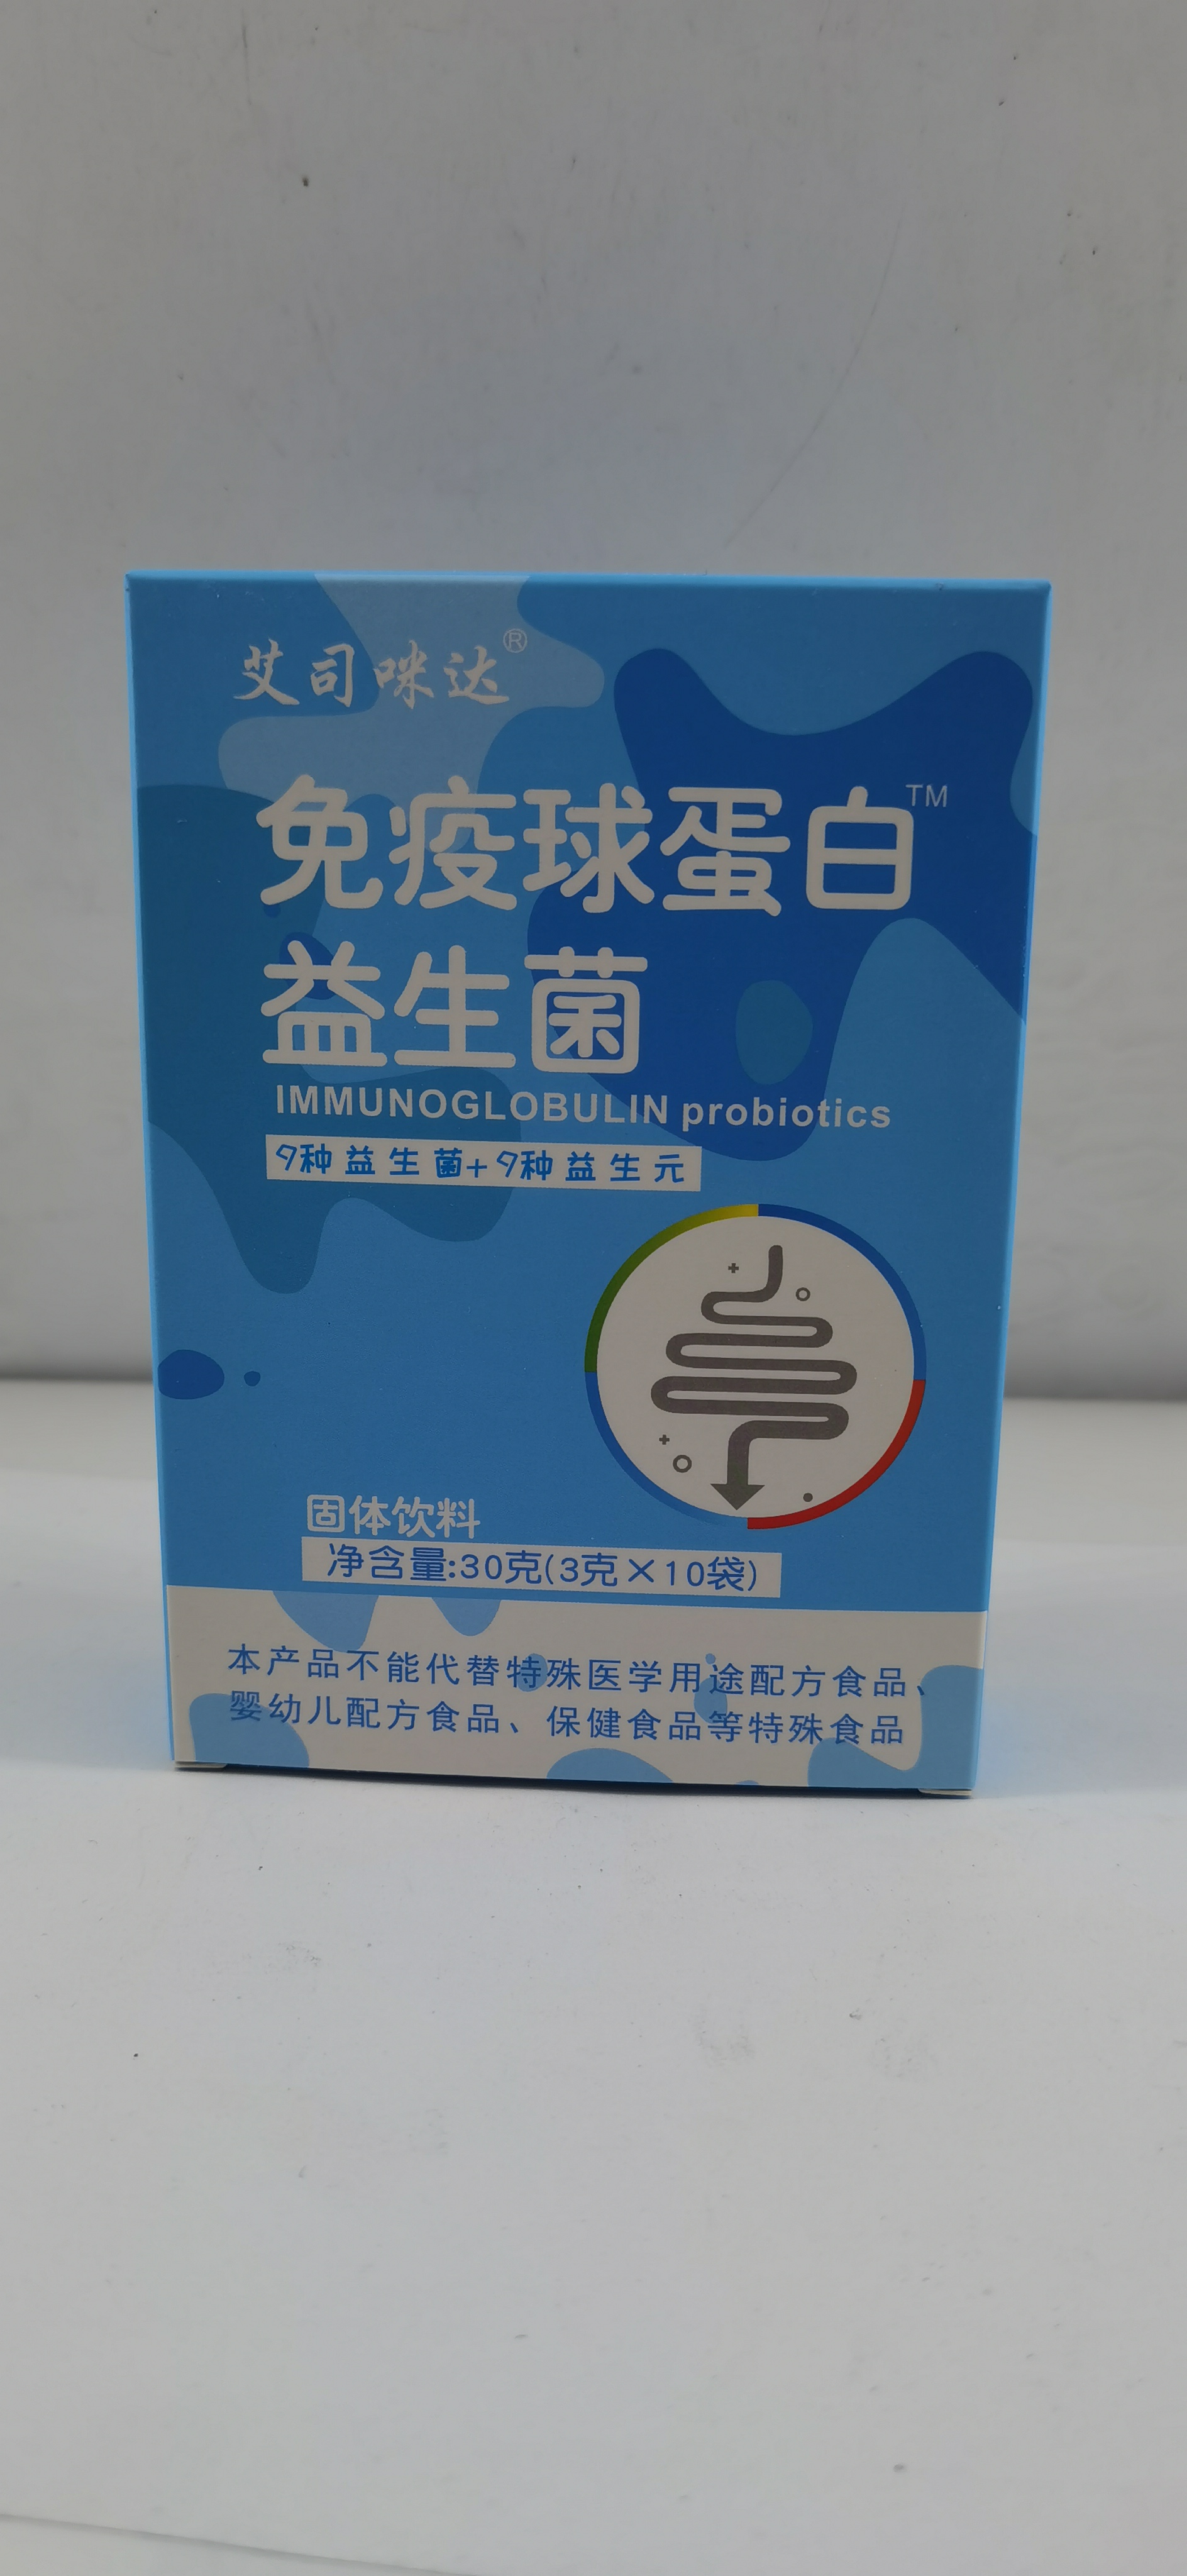 艾司咪达®
免疫球蛋白™
益生菌
IMMUNOGLOBULIN probiotics
9种益生菌+9种益生元
固体饮料
净含量:30克(3克×10袋)
本产品不能代替特殊医学用途配方食品、
婴幼儿配方食品、保健食品等特殊食品